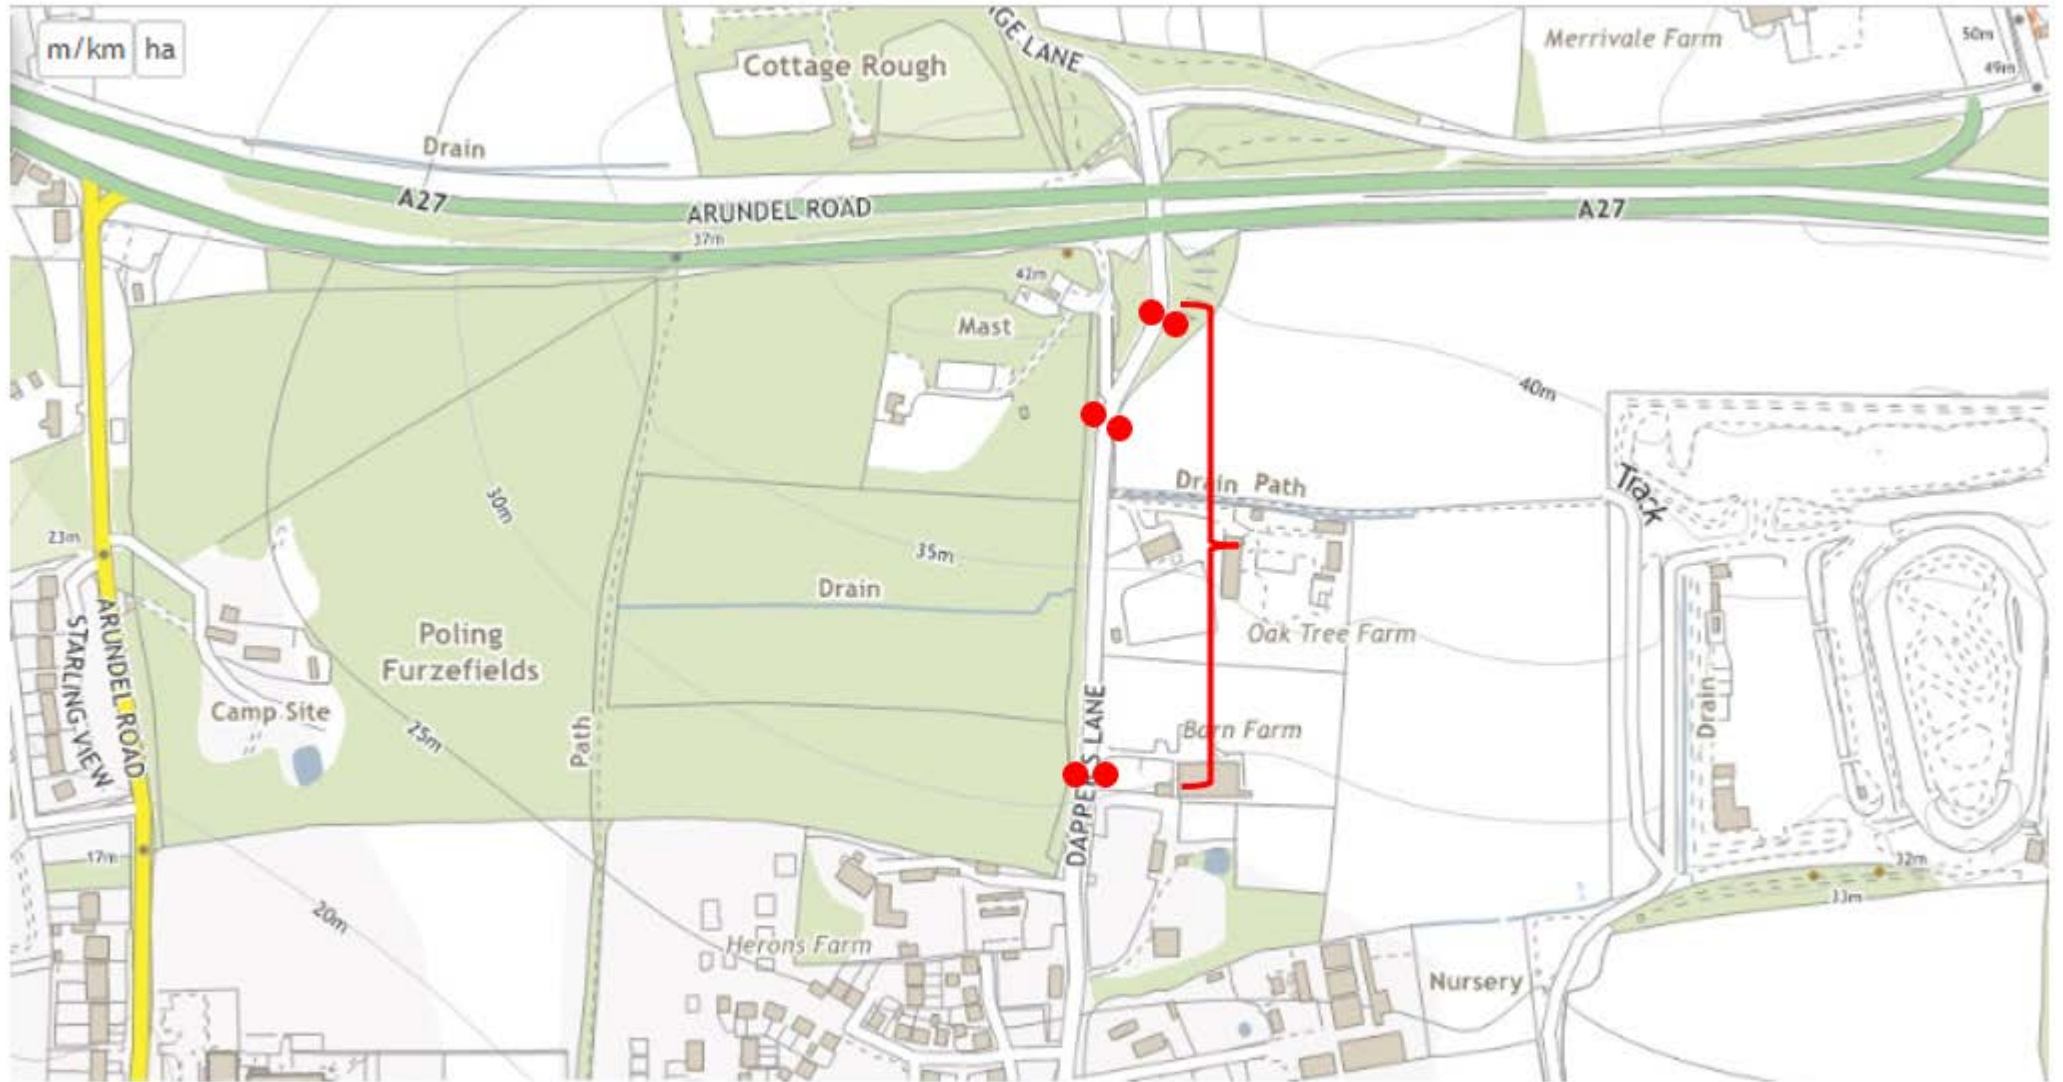 m/km
ha
Cottage Rough
GE LANE
Merrivale Farm
50m
49m
Drain
A27
ARUNDEL ROAD
A27
37m
42m
Mast
40m
Drain Path
Track
30m
35m
23m
Drain
Oak Tree Farm
Poling
Furzefields
ARUNDEL ROAD
STARLING VIEW
Camp Site
25m
Path
DAPPERS LANE
Barn Farm
Drain
17m
32m
33m
20m
Herons Farm
Nursery